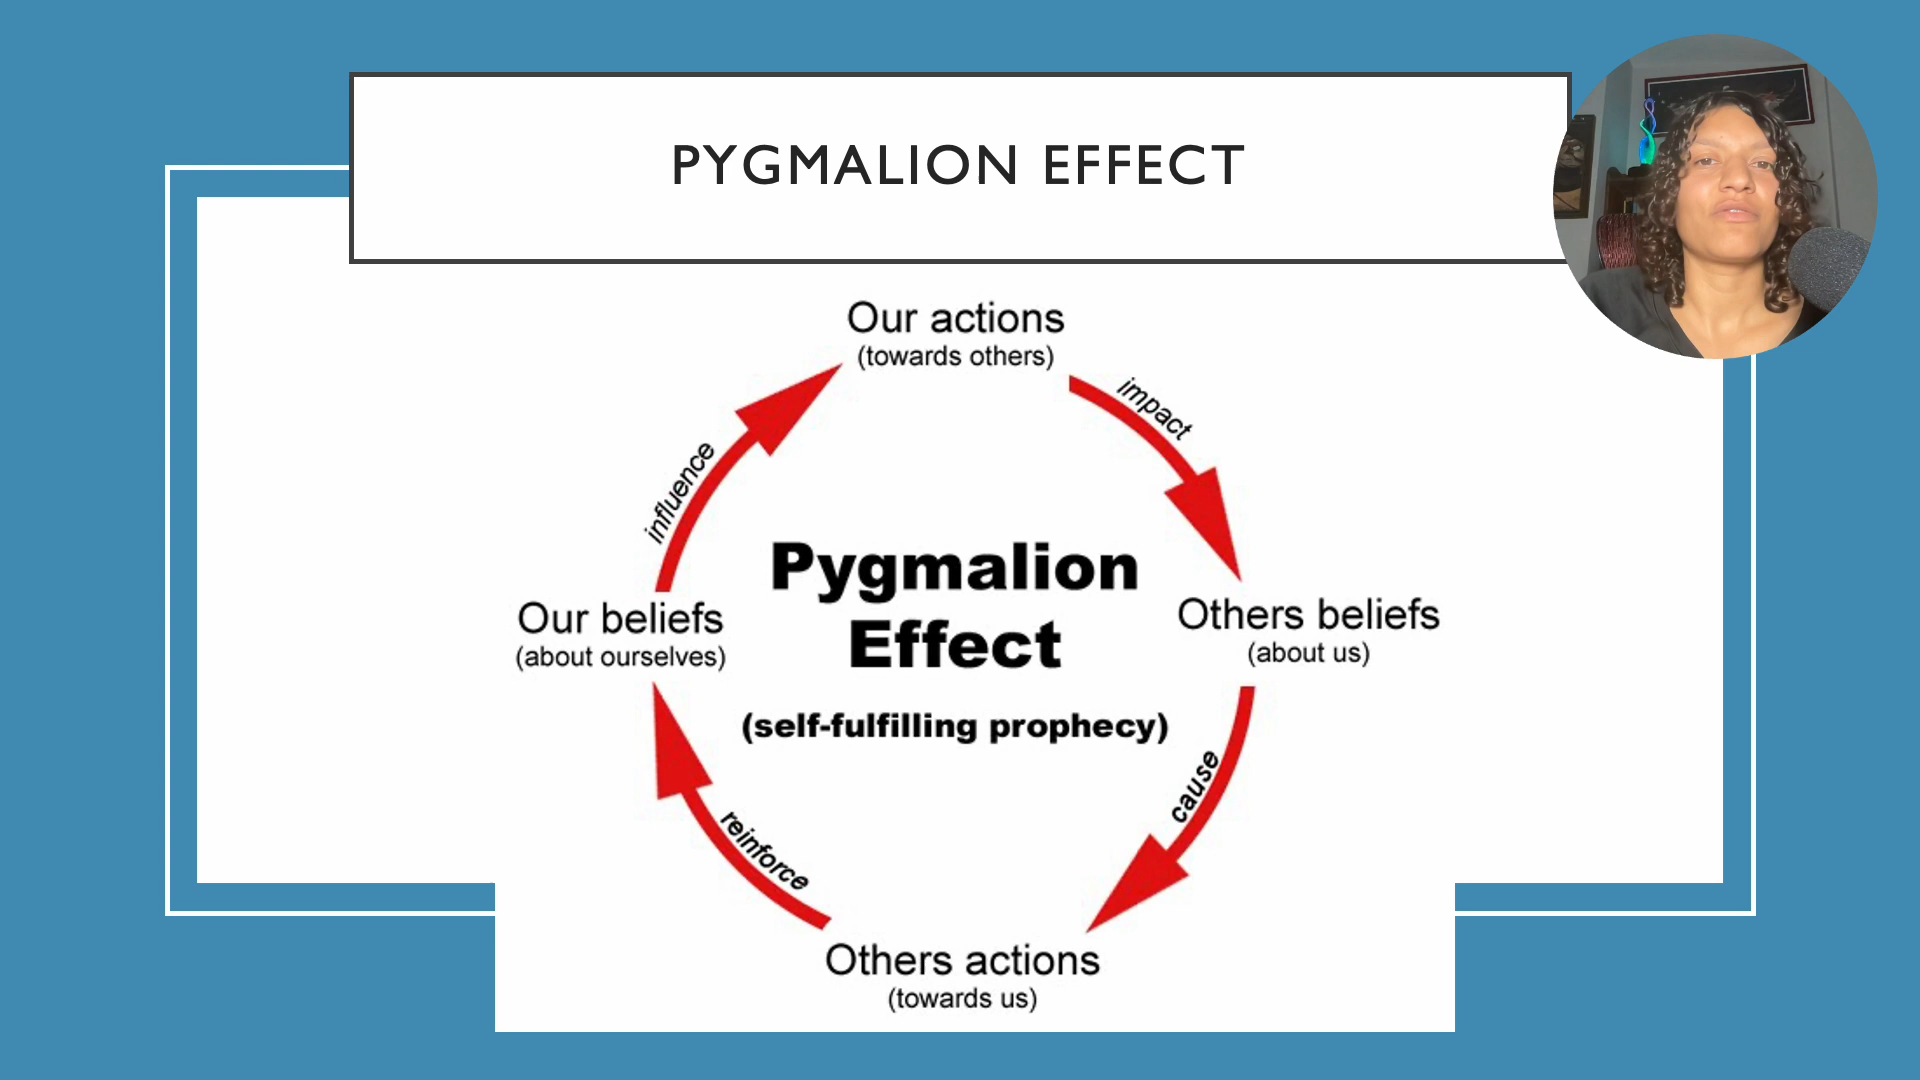 PYGMALION EFFECT
Our actions
(towards others)
impact
influence
Pygmalion
Effect
(self-fulfilling prophecy)
Our beliefs
(about ourselves)
Others beliefs
(about us)
cause
reinforce
Others actions
(towards us)